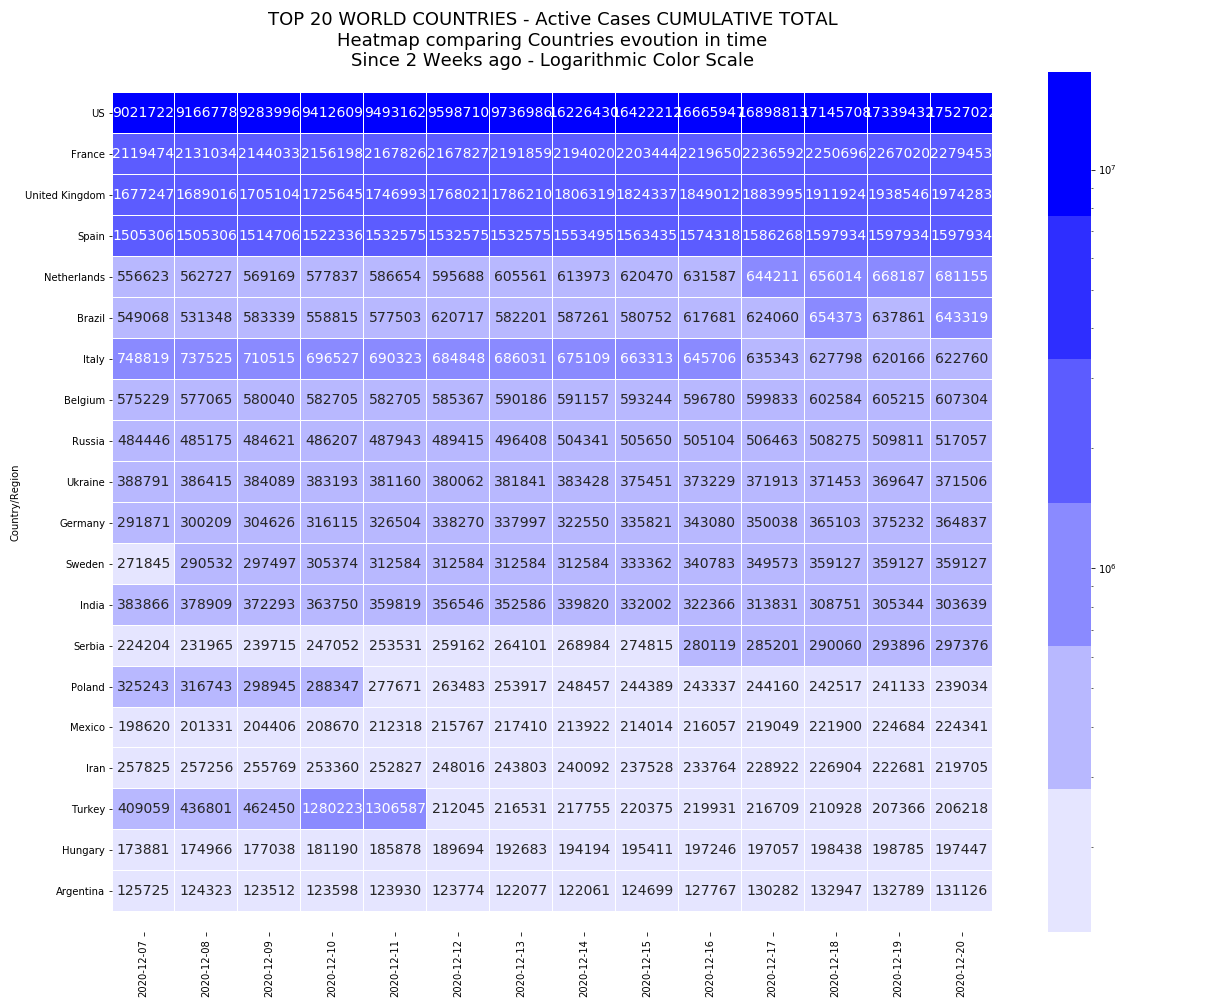 TOP 20 WORLD COUNTRIES - Active Cases CUMULATIVE TOTAL
Heatmap comparing Countries evoution in time
Since 2 Weeks ago - Logarithmic Color Scale
Country/Region
US 9021722 9166778 9283996 9412609 9493162 9598710 9736986 16226430 16422212 16665947 16898813 17145708 17339432 17527022
France 2119474 2131034 2144033 2156198 2167826 2167827 2191859 2194020 2203444 2219650 2236592 2250696 2267020 2279453
United Kingdom 1677247 1689016 1705104 1725645 1746993 1768021 1786210 1806319 1824337 1849012 1883995 1911924 1938546 1974283
Spain 1505306 1505306 1514706 1522336 1532575 1532575 1532575 1553495 1563435 1574318 1586268 1597934 1597934 1597934
Netherlands 556623 562727 569169 577837 586654 595688 605561 613973 620470 631587 644211 656014 668187 681155
Brazil 549068 531348 583339 558815 577503 620717 582201 587261 580752 617681 624060 654373 637861 643319
Italy 748819 737525 710515 696527 690323 684848 686031 675109 663313 645706 635343 627798 620166 622760
Belgium 575229 577065 580040 582705 582705 585367 590186 591157 593244 596780 599833 602584 605215 607304
Russia 484446 485175 484621 486207 487943 489415 496408 504341 505650 505104 506463 508275 509811 517057
Ukraine 388791 386415 384089 383193 381160 380062 381841 383428 375451 373229 371913 371453 369647 371506
Germany 291871 300209 304626 316115 326504 338270 337997 322550 335821 343080 350038 365103 375232 364837
Sweden 271845 290532 297497 305374 312584 312584 312584 312584 333362 340783 349573 359127 359127 359127
India 383866 378909 372293 363750 359819 356546 352586 339820 332002 322366 313831 308751 305344 303639
Serbia 224204 231965 239715 247052 253531 259162 264101 268984 274815 280119 285201 290060 293896 297376
Poland 325243 316743 298945 288347 277671 263483 253917 248457 244389 243337 244160 242517 241133 239034
Mexico 198620 201331 204406 208670 212318 215767 217410 213922 214014 216057 219049 221900 224684 224341
Iran 257825 257256 255769 253360 252827 248016 243803 240092 237528 233764 228922 226904 222681 219705
Turkey 409059 436801 462450 1280223 1306587 212045 216531 217755 220375 219931 216709 210928 207366 206218
Hungary 173881 174966 177038 181190 185878 189694 192683 194194 195411 197246 197057 198438 198785 197447
Argentina 125725 124323 123512 123598 123930 123774 122077 122061 124699 127767 130282 132947 132789 131126
2020-12-07 2020-12-08 2020-12-09 2020-12-10 2020-12-11 2020-12-12 2020-12-13 2020-12-14 2020-12-15 2020-12-16 2020-12-17 2020-12-18 2020-12-19 2020-12-20
10⁷
10⁶